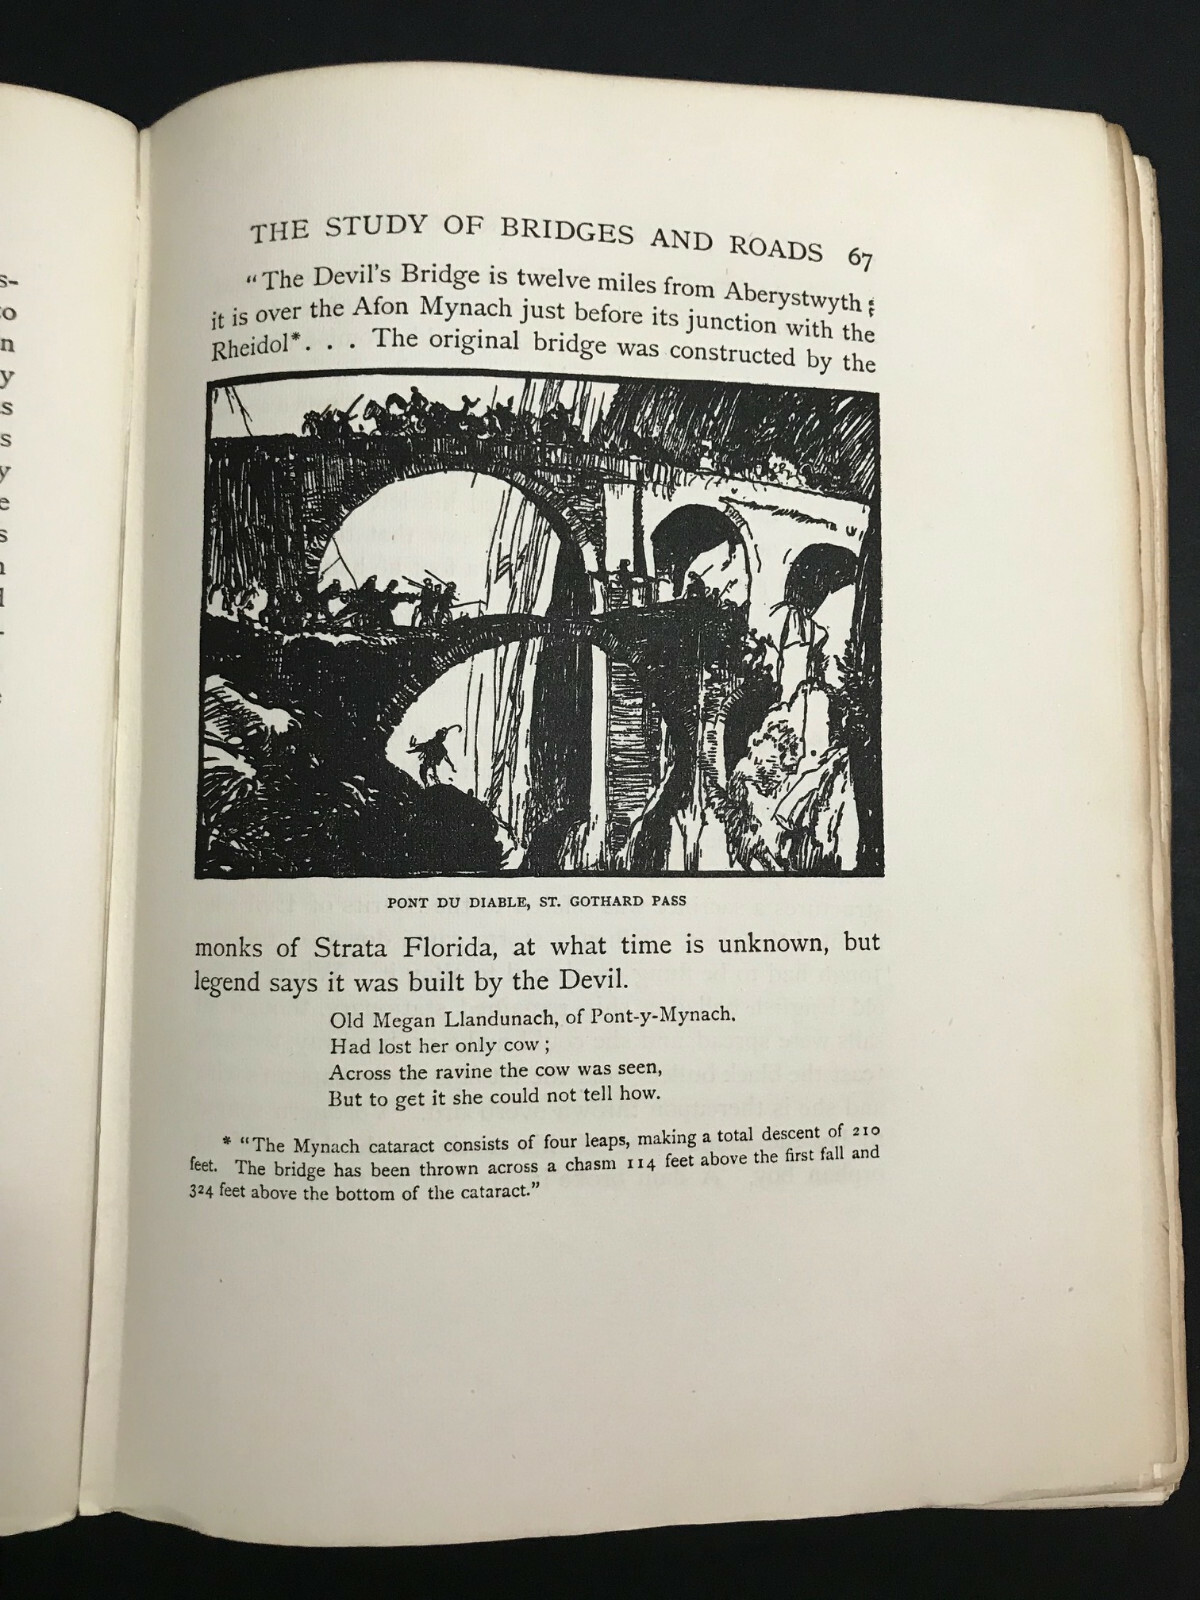 THE STUDY OF BRIDGES AND ROADS 67
"The Devil's Bridge is twelve miles from Aberystwyth;
it is over the Afon Mynach just before its junction with the
Rheidol*. . . The original bridge was constructed by the
PONT DU DIABLE, ST. GOTHARD PASS
monks of Strata Florida, at what time is unknown, but
legend says it was built by the Devil.
Old Megan Llandunach, of Pont-y-Mynach.
Had lost her only cow;
Across the ravine the cow was seen,
But to get it she could not tell how.
* "The Mynach cataract consists of four leaps, making a total descent of 210
feet. The bridge has been thrown across a chasm 114 feet above the first fall and
324 feet above the bottom of the cataract."